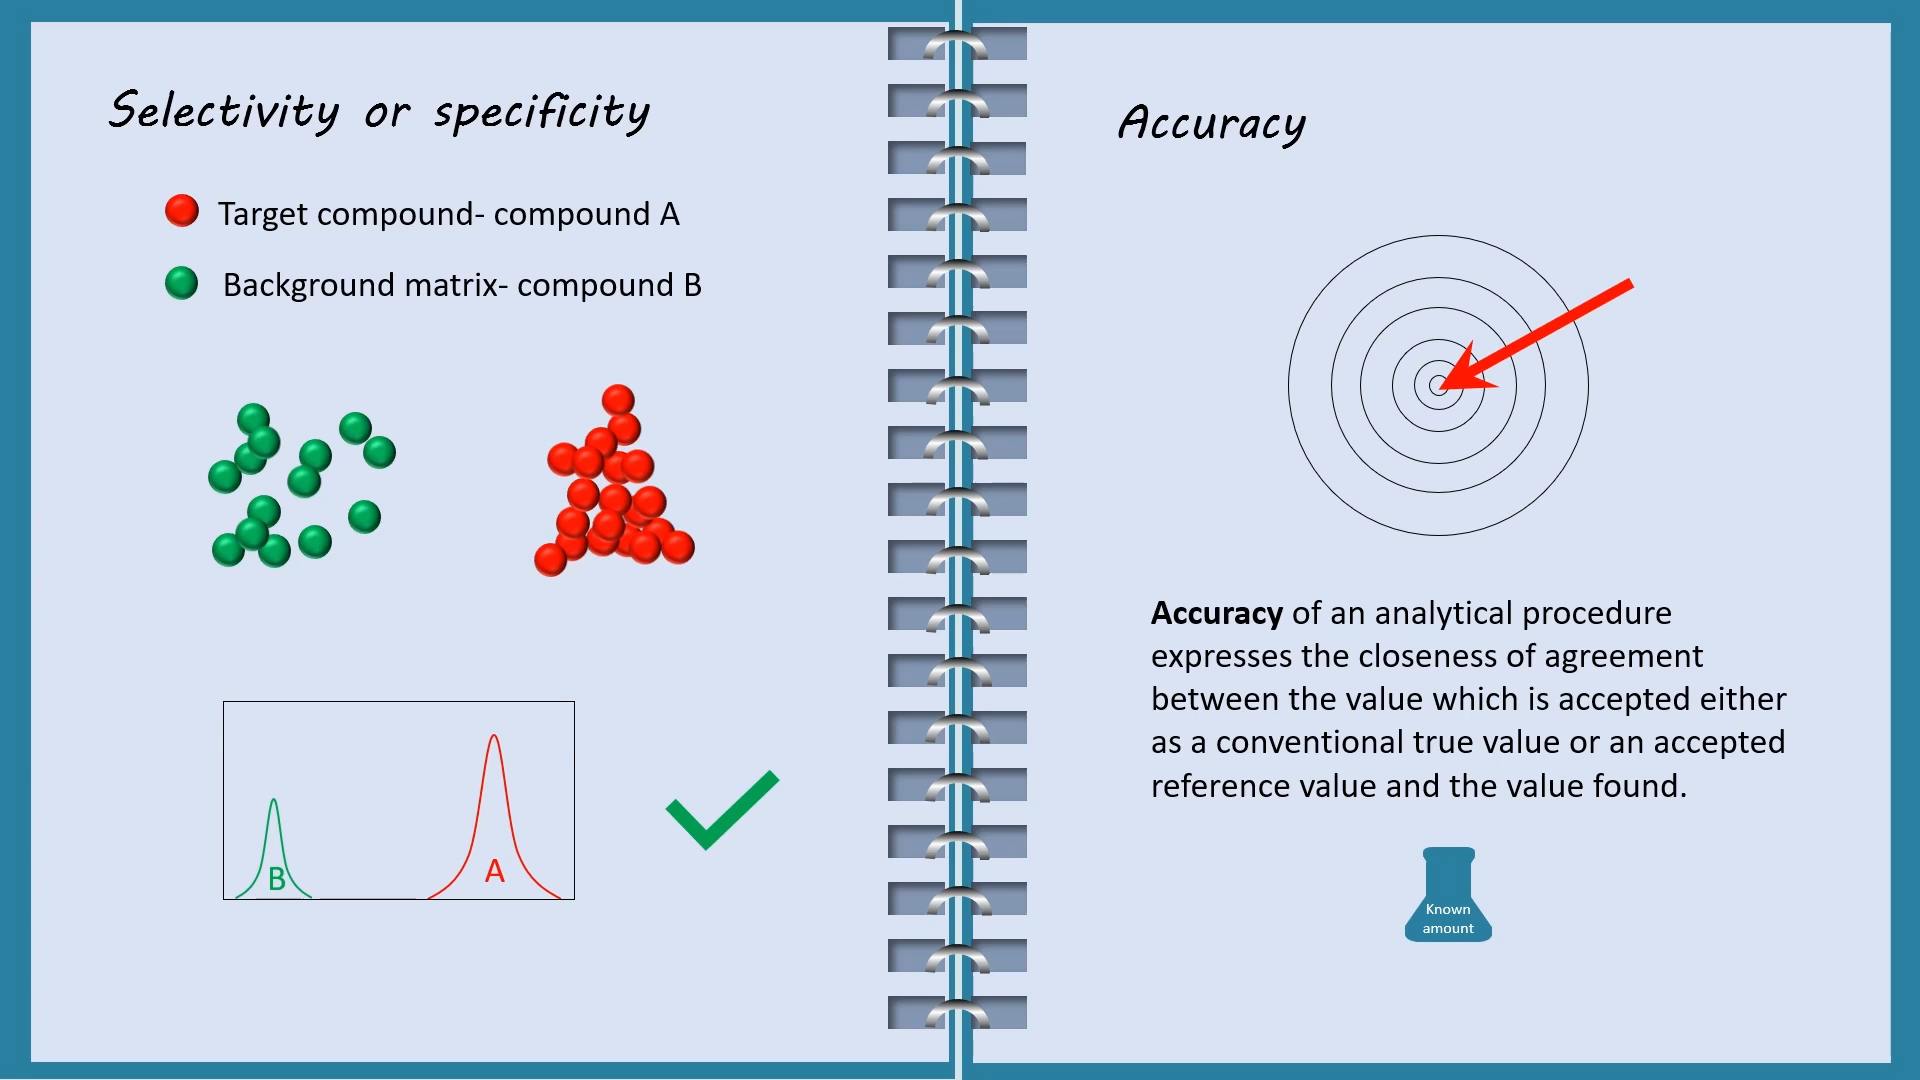 Selectivity or specificity
Target compound- compound A
Background matrix- compound B
B
A
Accuracy
Accuracy of an analytical procedure
expresses the closeness of agreement
between the value which is accepted either
as a conventional true value or an accepted
reference value and the value found.
Known
amount